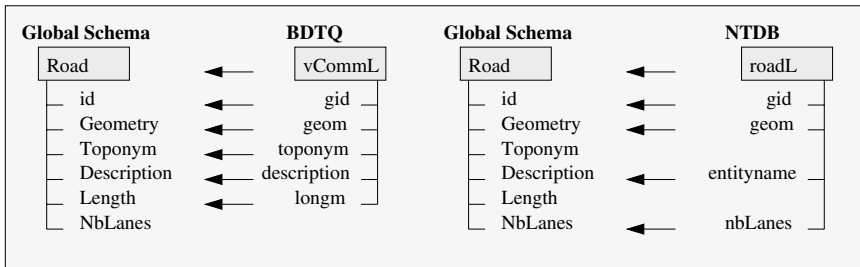 Global Schema BDTQ Global Schema NTDB
Road vCommL Road roadL
id gid id gid
Geometry geom Geometry geom
Toponym toponym Toponym
Description description Description entityname
Length longm Length
NbLanes NbLanes nbLanes